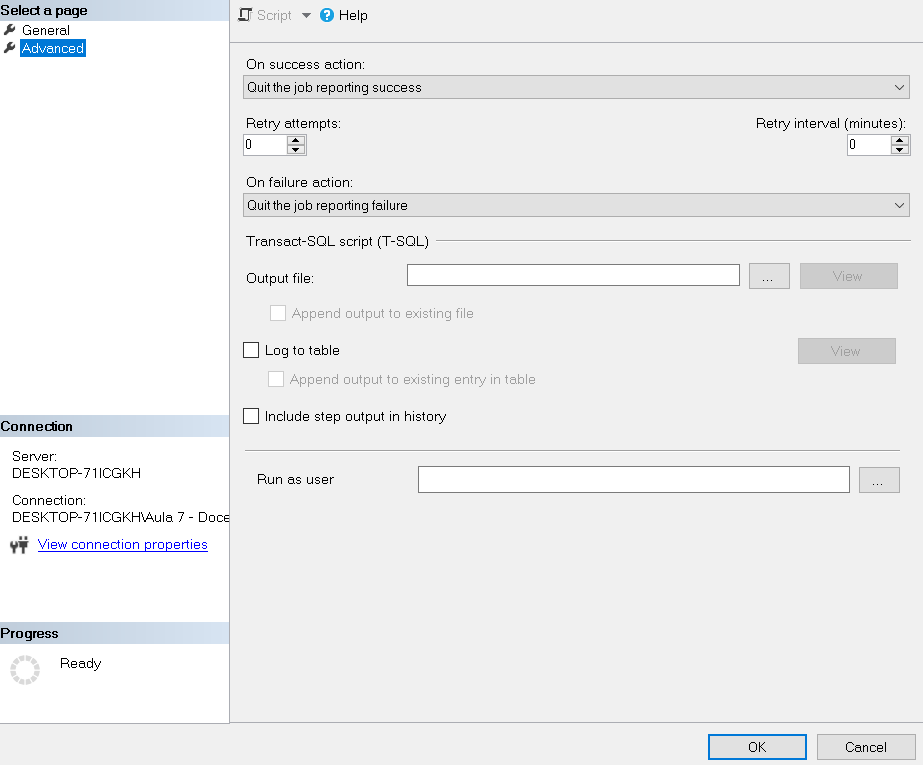 Select a page
General
Advanced
Script
Help
On success action:
Quit the job reporting success
Retry attempts:
Retry interval (minutes):
0
0
On failure action:
Quit the job reporting failure
Transact-SQL script (T-SQL)
Output file:
...
View
Append output to existing file
Log to table
View
Append output to existing entry in table
Include step output in history
Run as user
...
Connection
Server:
DESKTOP-71ICGKH
Connection:
DESKTOP-71ICGKH\Aula 7 - Doce
View connection properties
Progress
Ready
OK
Cancel